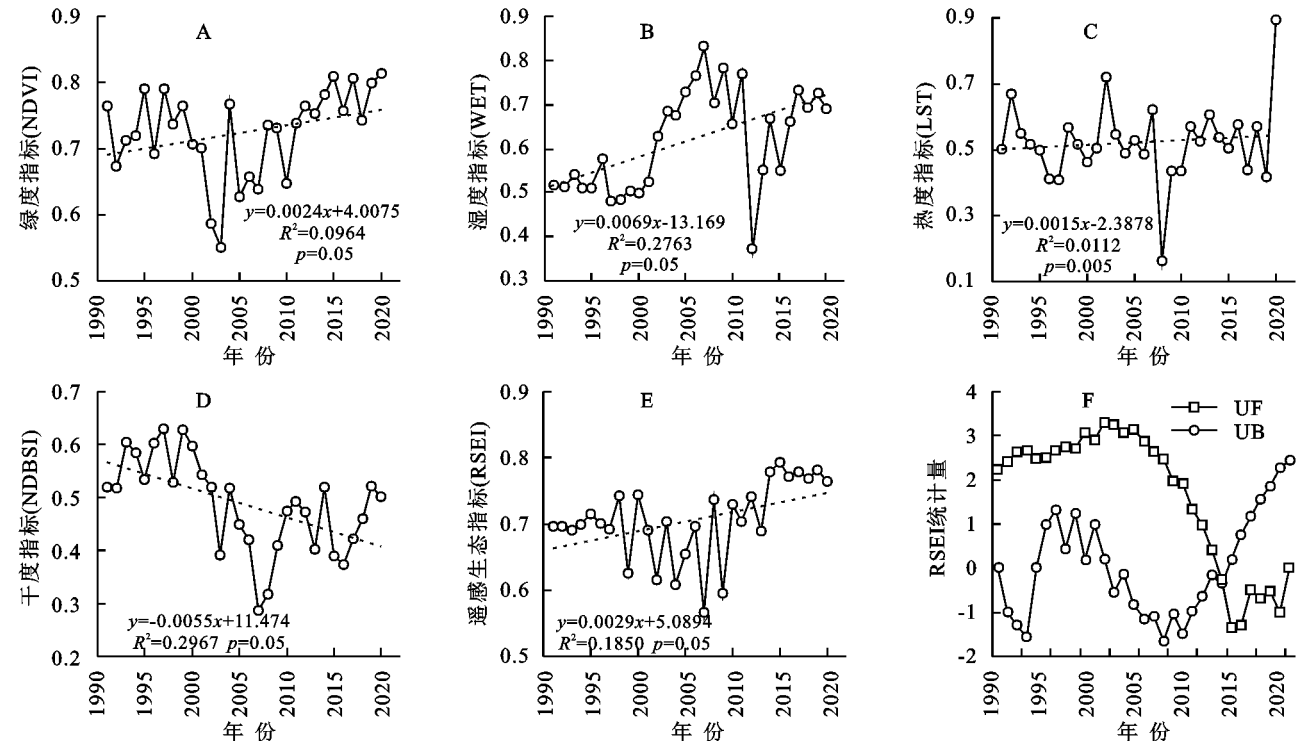 A
绿度指标(NDVI)
0.9
0.8
0.7
0.6
0.5
y=0.0024x+4.0075
R²=0.0964
p=0.05
1990
1995
2000
2005
2010
2015
2020
年 份
B
湿度指标(WET)
0.9
0.8
0.7
0.6
0.5
0.4
0.3
y=0.0069x-13.169
R²=0.2763
p=0.05
1990
1995
2000
2005
2010
2015
2020
年 份
C
热度指标(LST)
0.9
0.7
0.5
0.3
0.1
y=0.0015x-2.3878
R²=0.0112
p=0.005
1990
1995
2000
2005
2010
2015
2020
年 份
D
干度指标(NDBSI)
0.7
0.6
0.5
0.4
0.3
0.2
y=-0.0055x+11.474
R²=0.2967 p=0.05
1990
1995
2000
2005
2010
2015
2020
年 份
E
遥感生态指标(RSEI)
0.9
0.8
0.7
0.6
0.5
y=0.0029x+5.0894
R²=0.1850 p=0.05
1990
1995
2000
2005
2010
2015
2020
年 份
F
UF
UB
RSEI统计量
4
3
2
1
0
-1
-2
1990
1995
2000
2005
2010
2015
2020
年 份